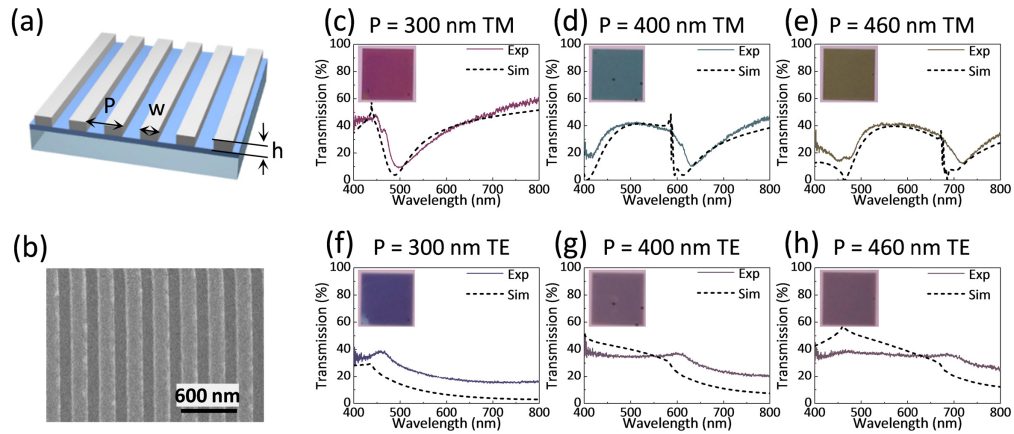 (a)
P
w
h
(b)
600 nm
(c)
P = 300 nm TM
Transmission (%)
100
80
60
40
20
0
Exp
Sim
400 500 600 700 800
Wavelength (nm)
(d)
P = 400 nm TM
Transmission (%)
100
80
60
40
20
0
Exp
Sim
400 500 600 700 800
Wavelength (nm)
(e)
P = 460 nm TM
Transmission (%)
100
80
60
40
20
0
Exp
Sim
400 500 600 700 800
Wavelength (nm)
(f)
P = 300 nm TE
Transmission (%)
100
80
60
40
20
0
Exp
Sim
400 500 600 700 800
Wavelength (nm)
(g)
P = 400 nm TE
Transmission (%)
100
80
60
40
20
0
Exp
Sim
400 500 600 700 800
Wavelength (nm)
(h)
P = 460 nm TE
Transmission (%)
100
80
60
40
20
0
Exp
Sim
400 500 600 700 800
Wavelength (nm)